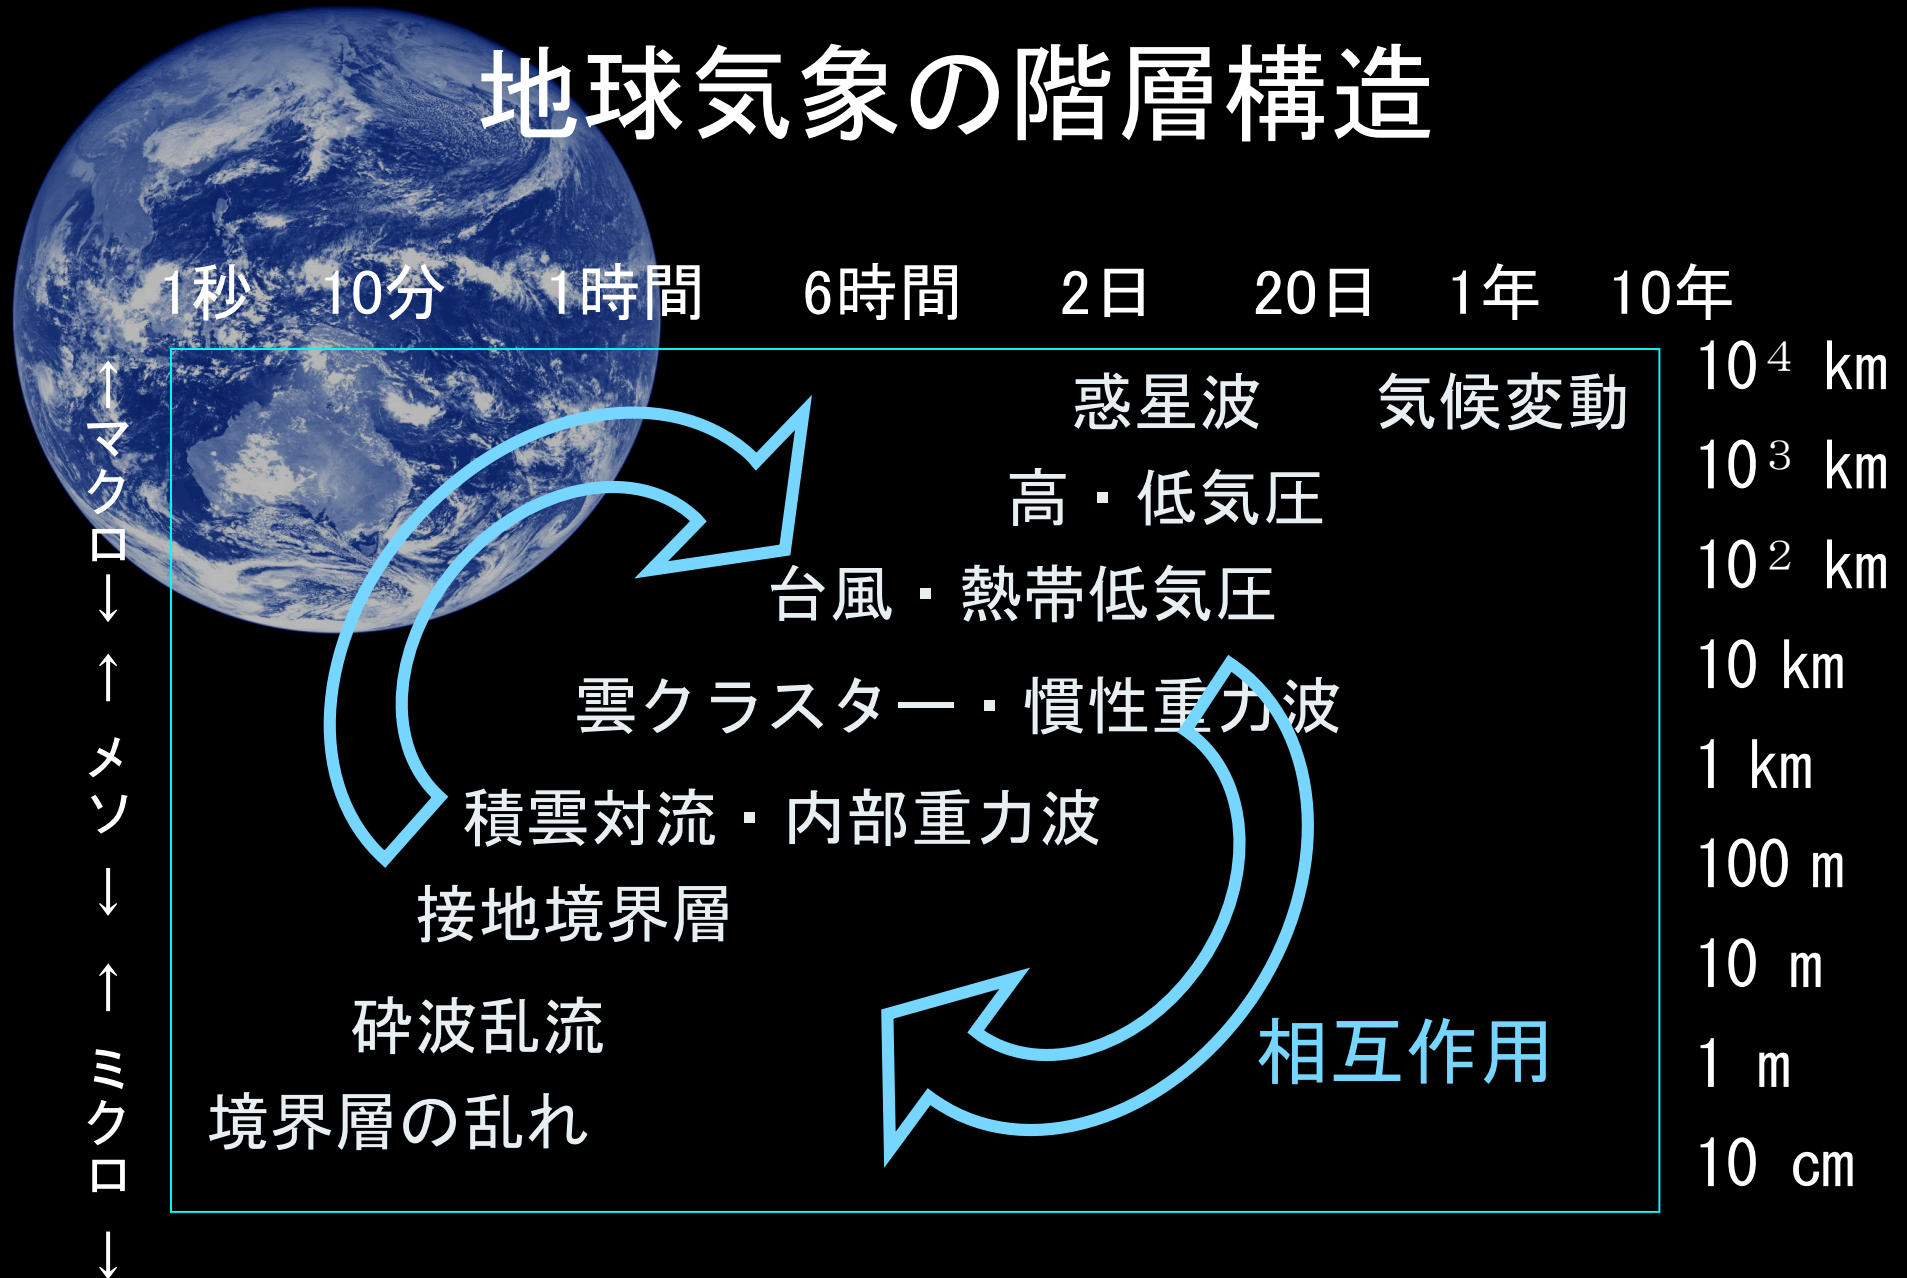 地球気象の階層構造
1秒 10分 1時間 6時間 2日 20日 1年 10年
↑マクロ↓
↑ メソ ↓
↑ ミクロ ↓
惑星波 気候変動
高・低気圧
台風・熱帯低気圧
雲クラスター・慣性重力波
積雲対流・内部重力波
接地境界層
砕波乱流
境界層の乱れ
相互作用
10⁴ km
10³ km
10² km
10 km
1 km
100 m
10 m
1 m
10 cm